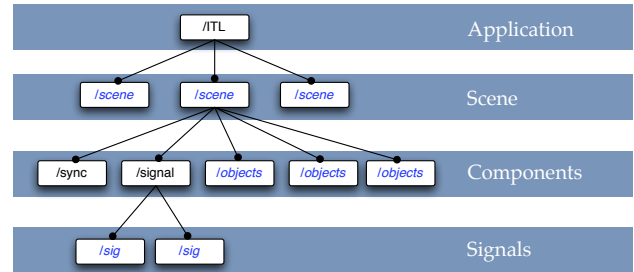 /ITL Application
/scene /scene /scene Scene
/sync /signal /objects /objects /objects Components
/sig /sig Signals